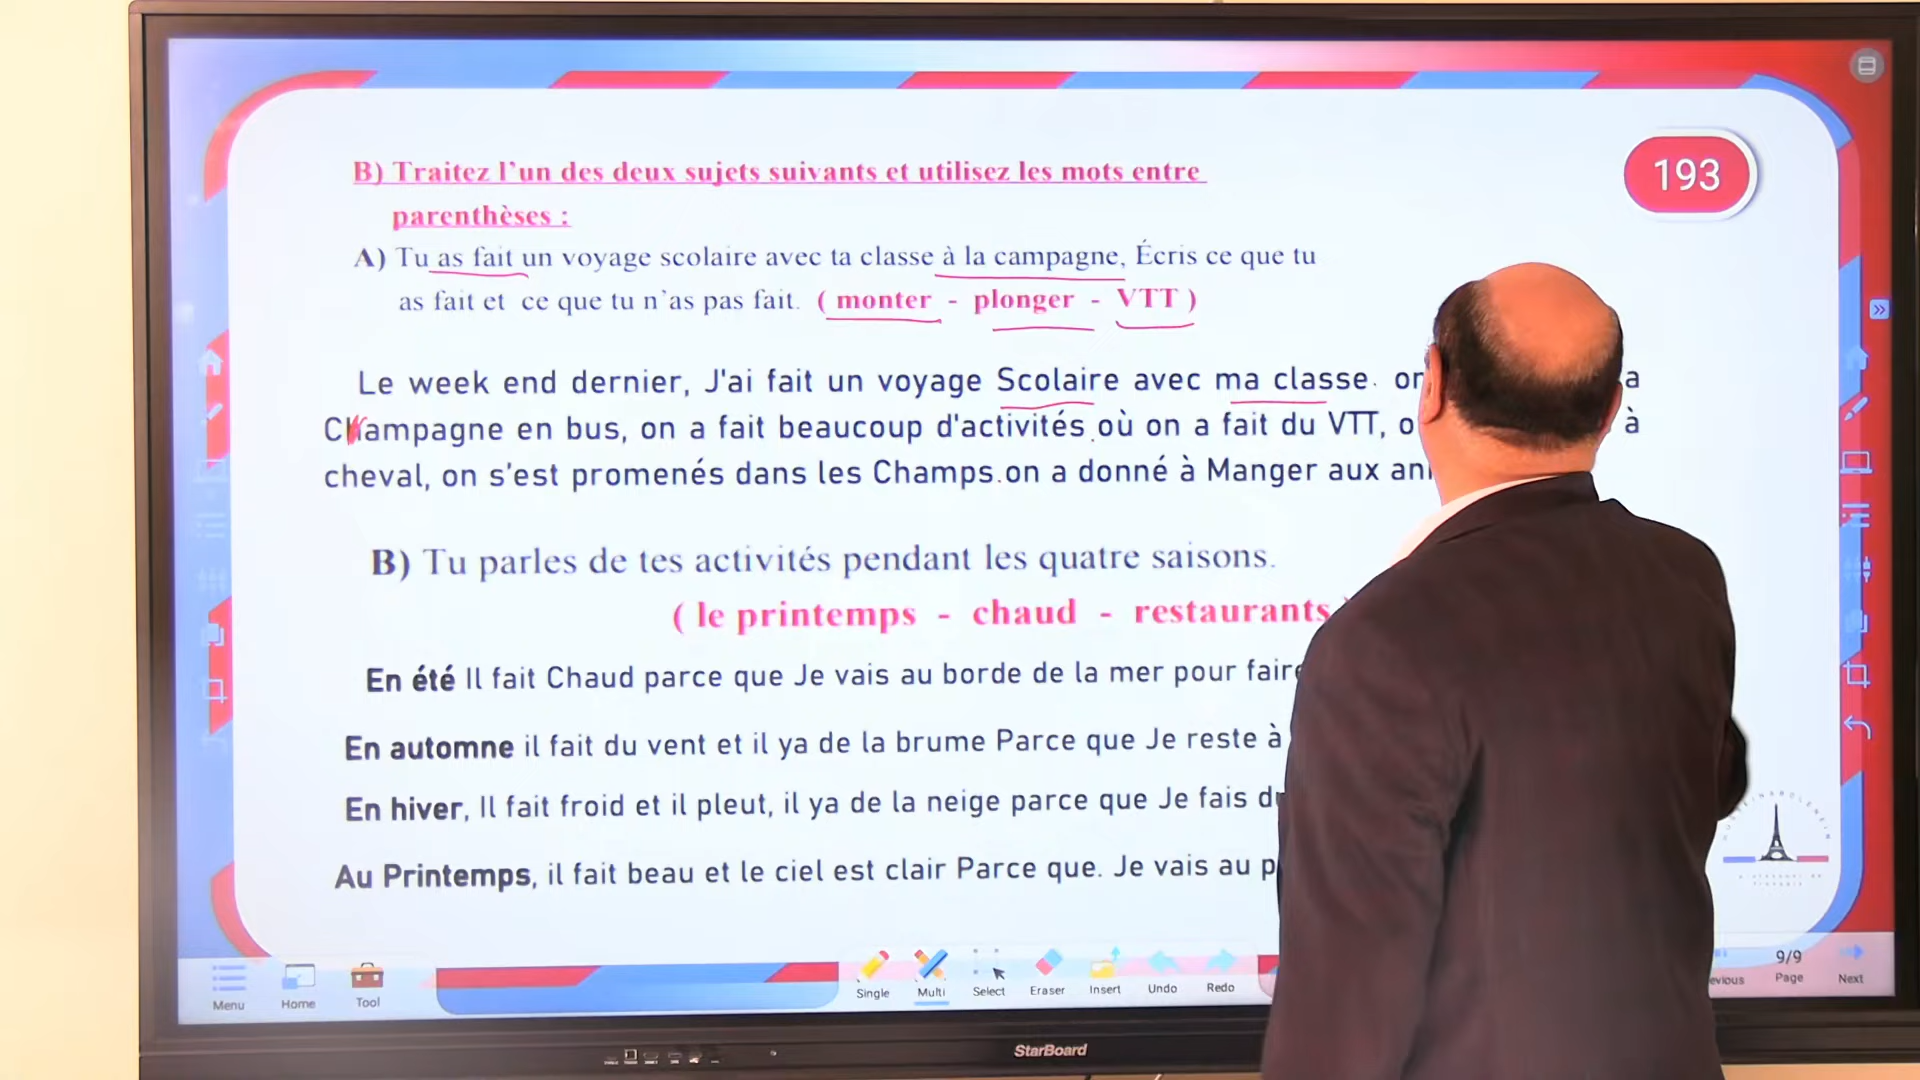 193
B) Traitez l'un des deux sujets suivants et utilisez les mots entre
parenthèses :
A) Tu as fait un voyage scolaire avec ta classe à la campagne, Écris ce que tu
as fait et ce que tu n'as pas fait. ( monter - plonger - VTT )
Le week end dernier, J'ai fait un voyage Scolaire avec ma classe. a
Champagne en bus, on a fait beaucoup d'activités où on a fait du VTT, à
cheval, on s'est promenés dans les Champs.on a donné à Manger aux
B) Tu parles de tes activités pendant les quatre saisons.
( le printemps - chaud - restaurants
En été Il fait Chaud parce que Je vais au borde de la mer pour faire
En automne il fait du vent et il ya de la brume Parce que Je reste à
En hiver, Il fait froid et il pleut, il ya de la neige parce que Je fais
Au Printemps, il fait beau et le ciel est clair Parce que. Je vais au
Menu Home Tool Single Multi Select Eraser Insert Undo Redo 9/9 Page Next
StarBoard